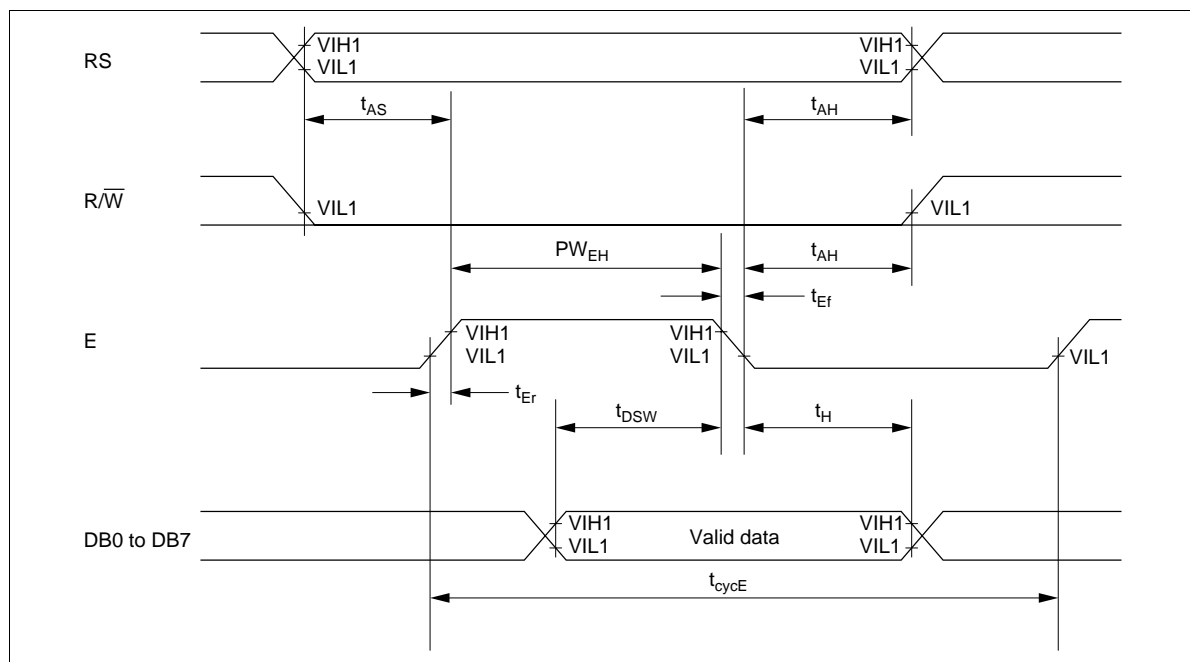 RS
VIH1
VIL1
VIH1
VIL1
tAS
tAH
R/W̅
VIL1
VIL1
PWEH
tAH
tEf
E
VIH1
VIL1
VIH1
VIL1
VIL1
tEr
tDSW
tH
DB0 to DB7
VIH1
VIL1
Valid data
VIH1
VIL1
tcycE